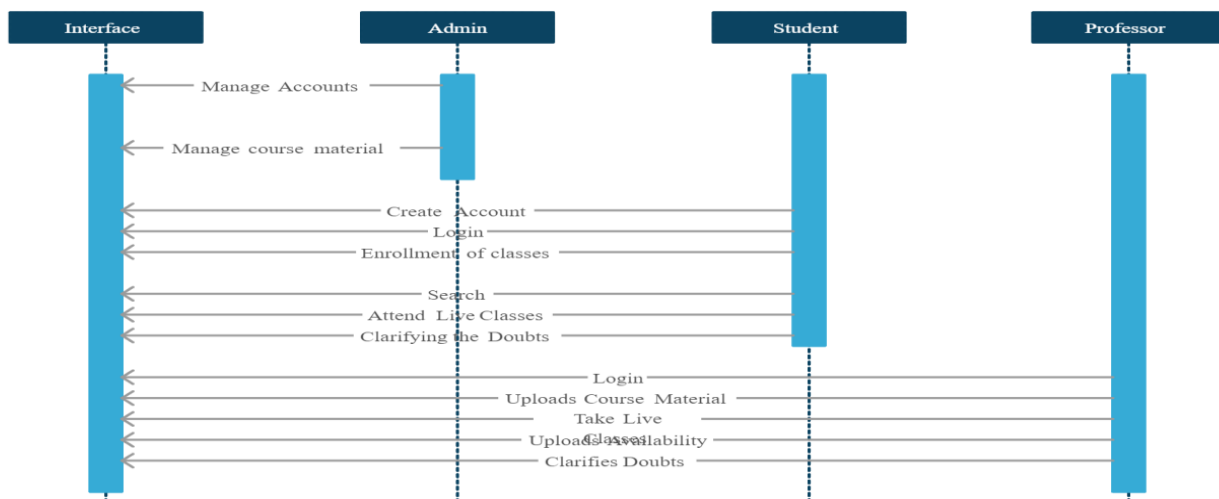 Interface
Admin
Student
Professor
Manage Accounts
Manage course material
Create Account
Login
Enrollment of classes
Search
Attend Live Classes
Clarifying the Doubts
Login
Uploads Course Material
Take Live
Classes
Uploads Availability
Clarifies Doubts